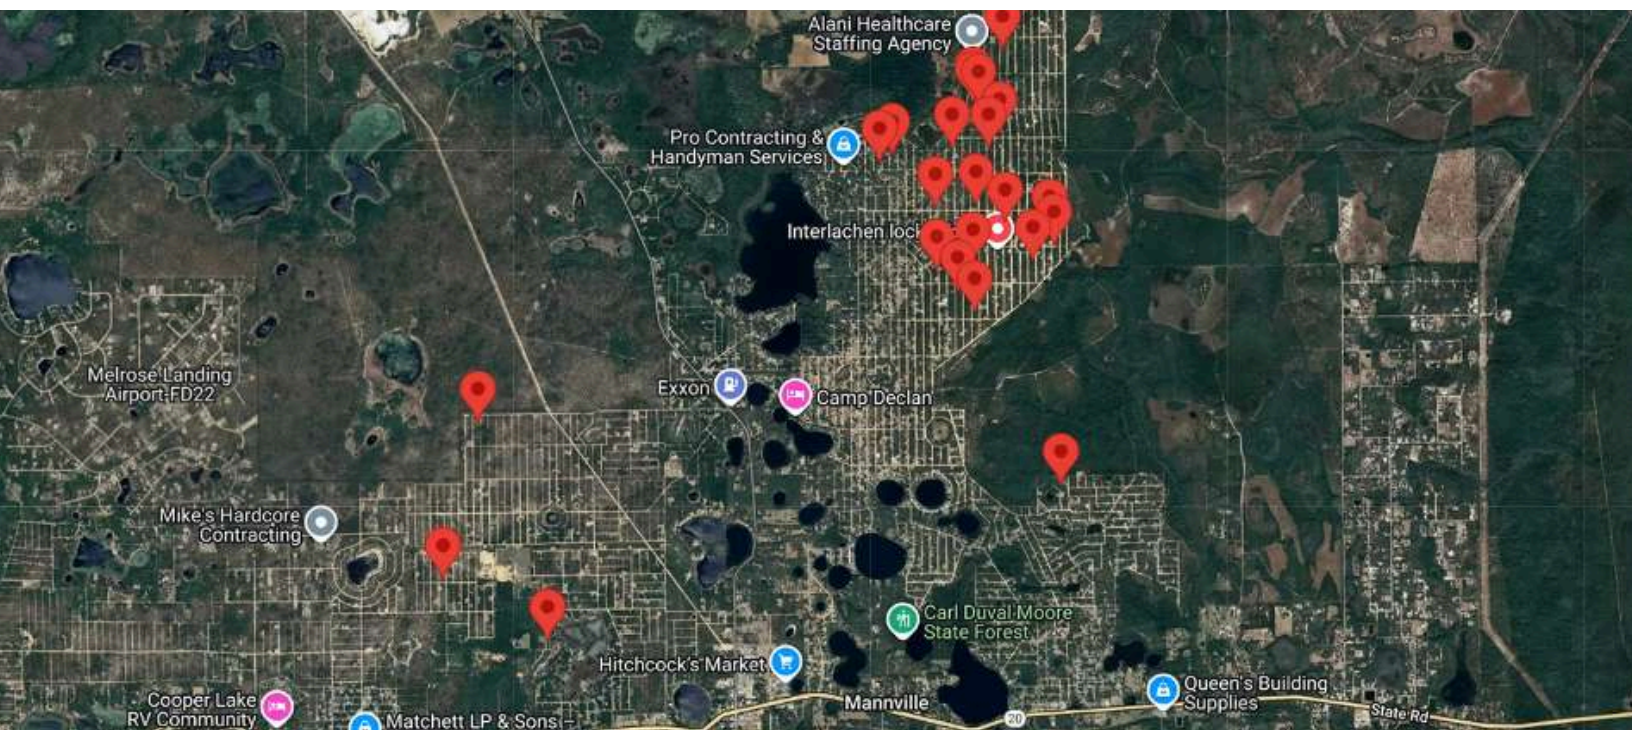 Alani Healthcare
Staffing Agency
Pro Contracting &
Handyman Services
Interlachen lock
Melrose Landing
Airport-FD22
Exxon
Camp Declan
Mike's Hardcore
Contracting
Carl Duval Moore
State Forest
Hitchcock's Market
Cooper Lake
RV Community
Matchett LP & Sons –
Mannville
20
Queen's Building
Supplies
State Rd